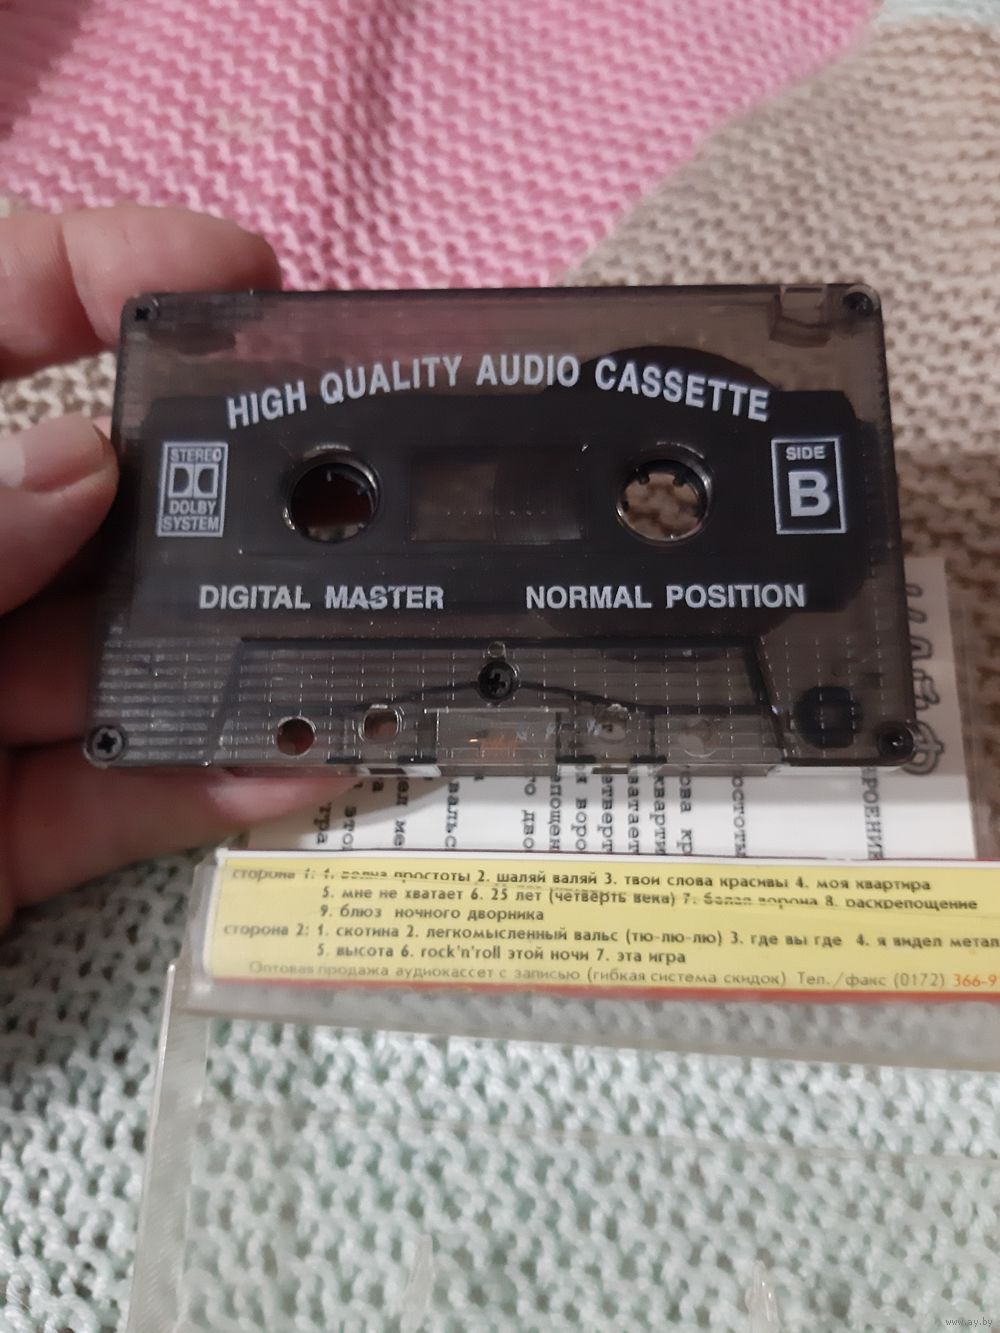 HIGH QUALITY AUDIO CASSETTE
STEREO
DOLBY
SYSTEM
SIDE
B
DIGITAL MASTER
NORMAL POSITION
сторона 1: 1. волна простоты 2. шаляй валяй 3. твои слова красивы 4. моя квартира
5. мне не хватает 6. 25 лет (четверть века) 7. белая ворона 8. раскрепощение
9. блюз ночного дворника
сторона 2: 1. скотина 2. легкомысленный вальс (тю-лю-лю) 3. где вы где 4. я видел метал
5. высота 6. rock'n'roll этой ночи 7. эта игра
Оптовая продажа аудиокассет с записью (гибкая система скидок) Тел./факс (0172) 366-9
www.ay.by